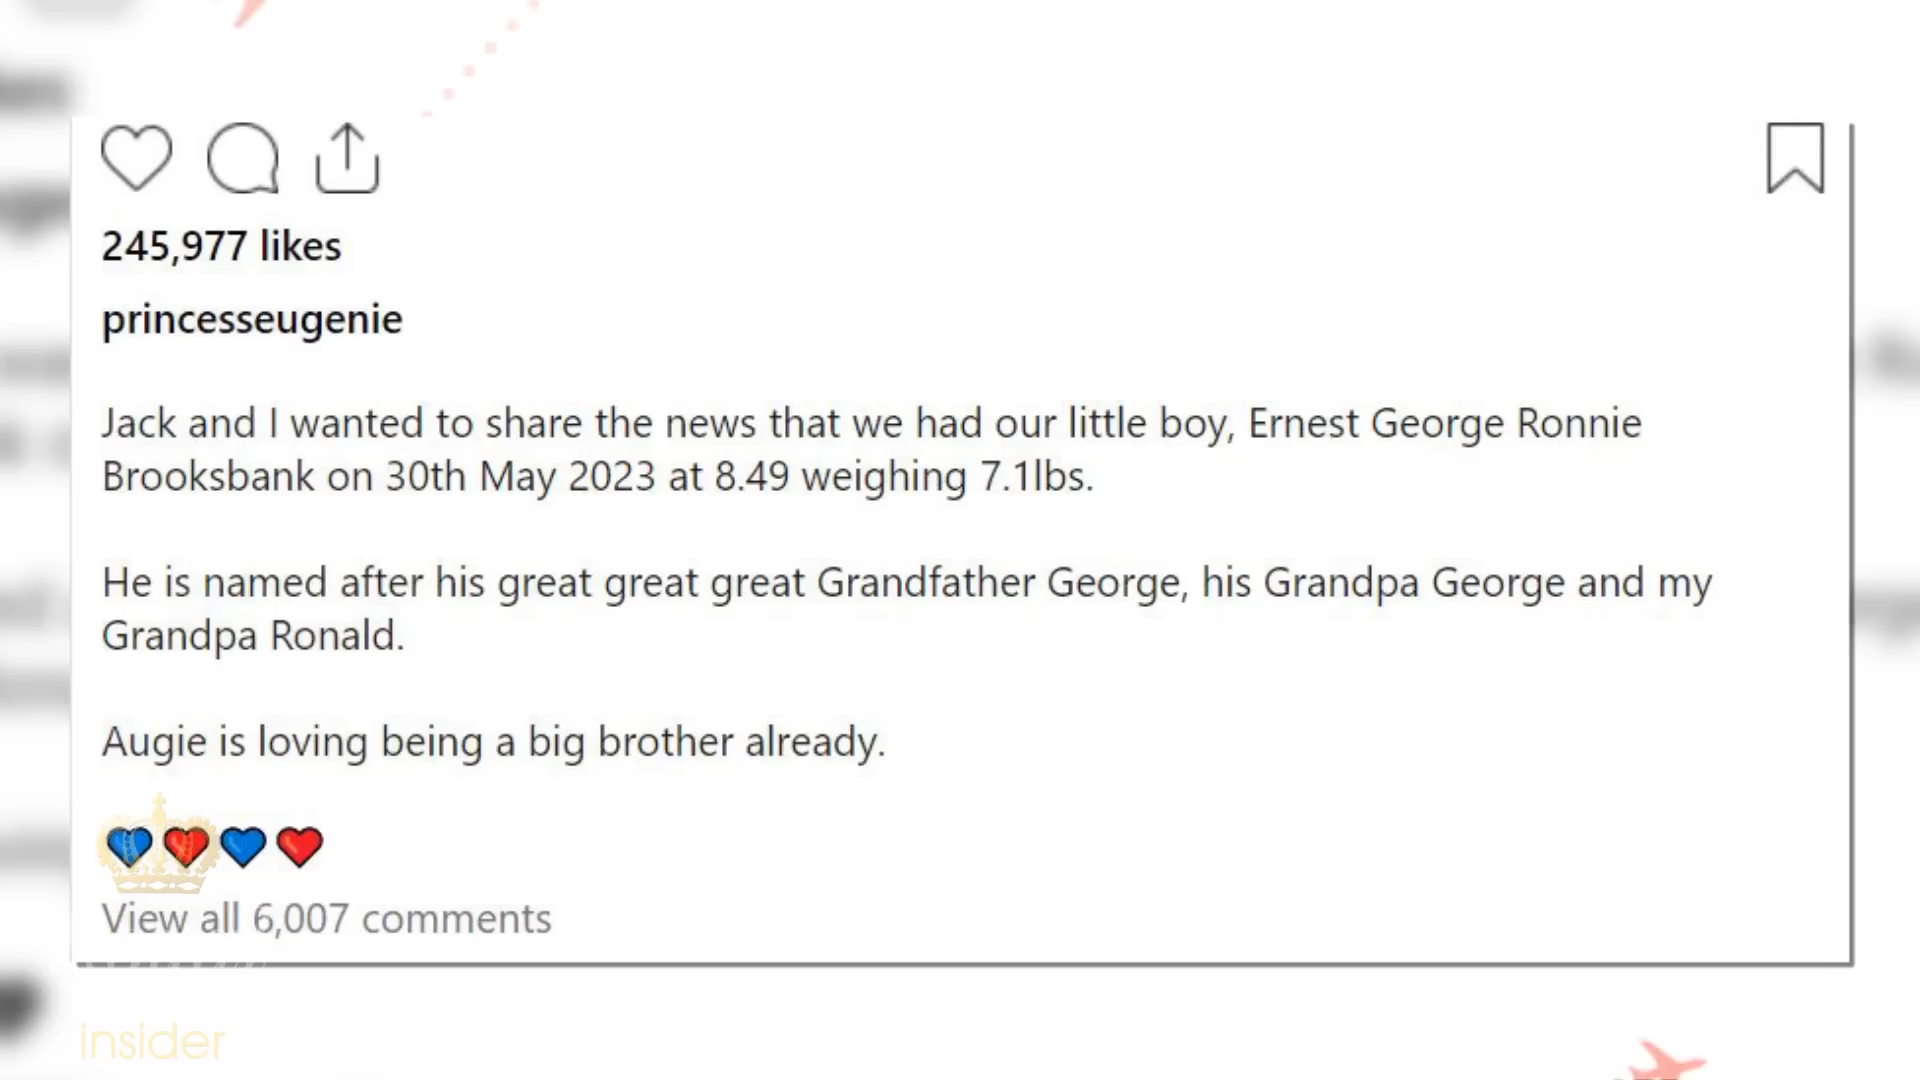 245,977 likes
princesseugenie
Jack and I wanted to share the news that we had our little boy, Ernest George Ronnie
Brooksbank on 30th May 2023 at 8.49 weighing 7.1lbs.
He is named after his great great great Grandfather George, his Grandpa George and my
Grandpa Ronald.
Augie is loving being a big brother already.
💙❤️💙❤️
View all 6,007 comments
insider